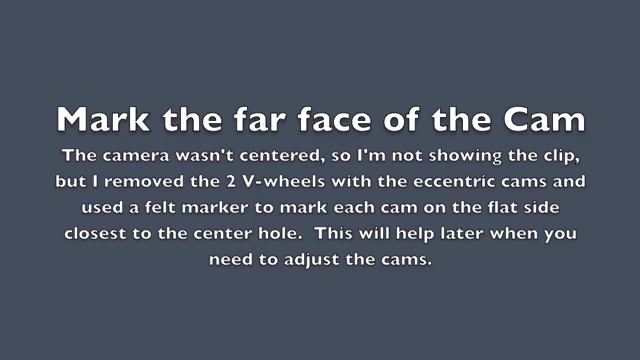 Mark the far face of the Cam
The camera wasn't centered, so I'm not showing the clip,
but I removed the 2 V-wheels with the eccentric cams and
used a felt marker to mark each cam on the flat side
closest to the center hole.  This will help later when you
need to adjust the cams.